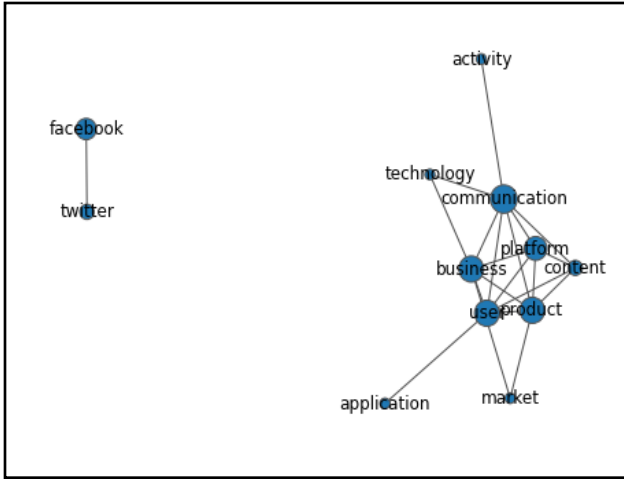 activity
facebook
technology
communication
twitter
platform
business
content
user
product
application
market